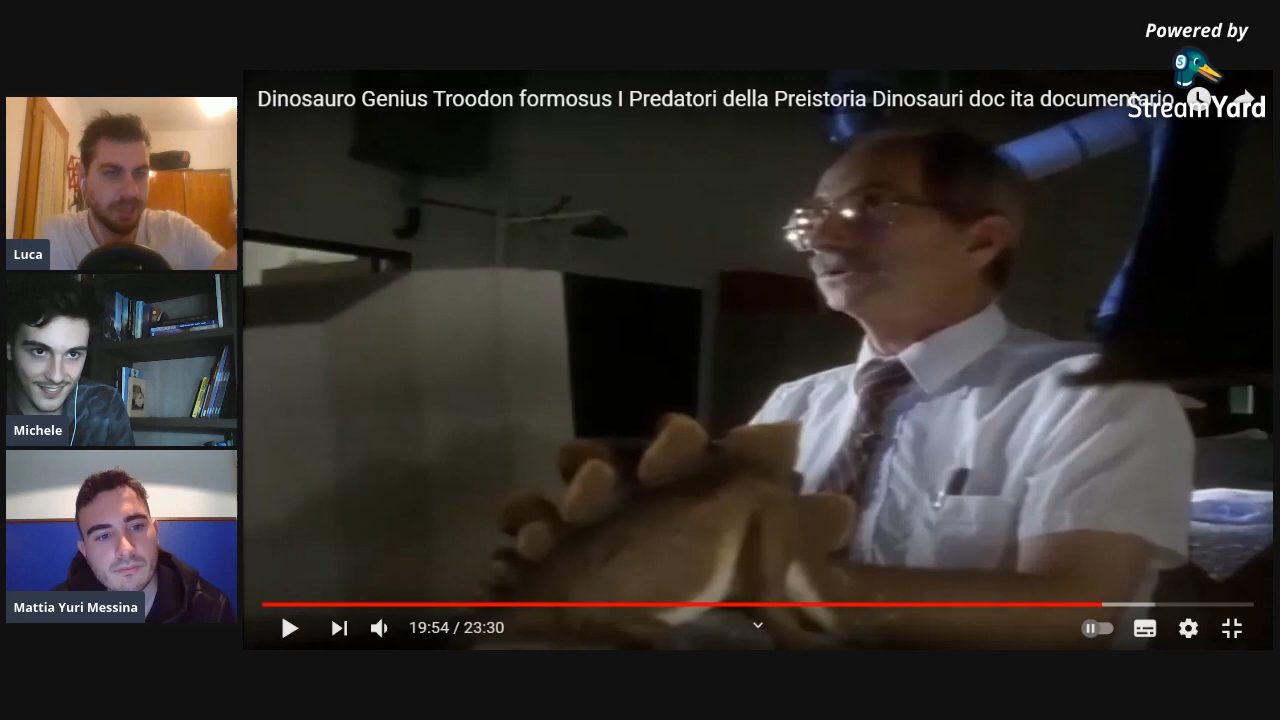 Powered by
StreamYard
Dinosauro Genius Troodon formosus I Predatori della Preistoria Dinosauri doc ita documentario
Luca
Michele
Mattia Yuri Messina
19:54 / 23:30